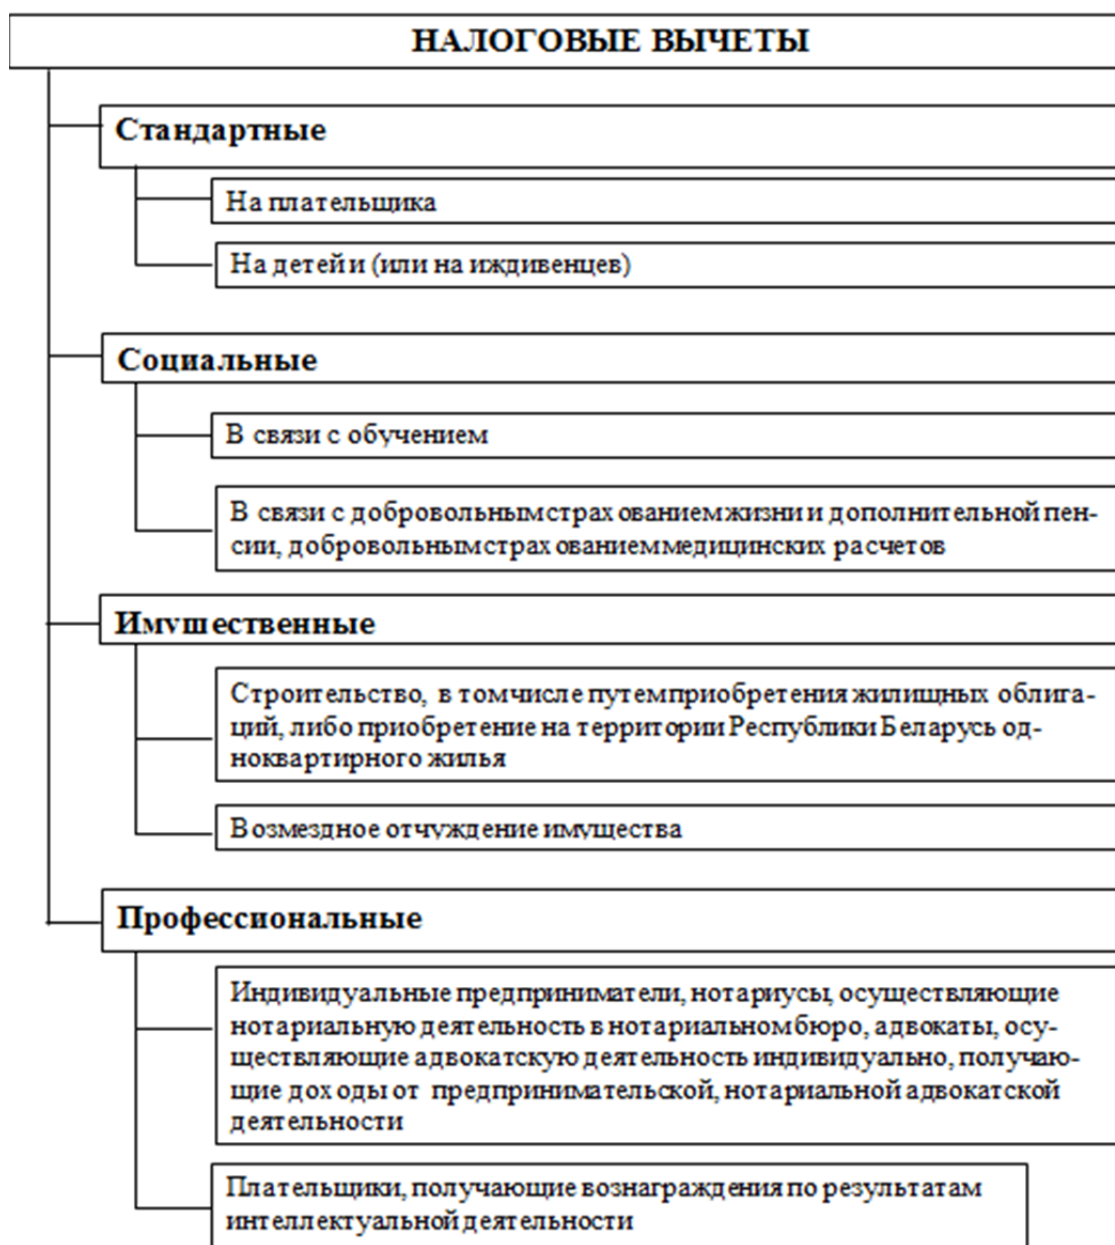 НАЛОГОВЫЕ ВЫЧЕТЫ
Стандартные
На плательщика
На детей и (или на иждивенцев)
Социальные
В связи с обучением
В связи с добровольным страхованием жизни и дополнительной пен-
сии, добровольным страхованием медицинских расчетов
Имущественные
Строительство, в том числе путем приобретения жилищных облига-
ций, либо приобретение на территории Республики Беларусь од-
ноквартирного жилья
Возмездное отчуждение имущества
Профессиональные
Индивидуальные предприниматели, нотариусы, осуществляющие
нотариальную деятельность в нотариальном бюро, адвокаты, осу-
ществляющие адвокатскую деятельность индивидуально, получаю-
щие доходы от предпринимательской, нотариальной адвокатской
деятельности
Плательщики, получающие вознаграждения по результатам
интеллектуальной деятельности